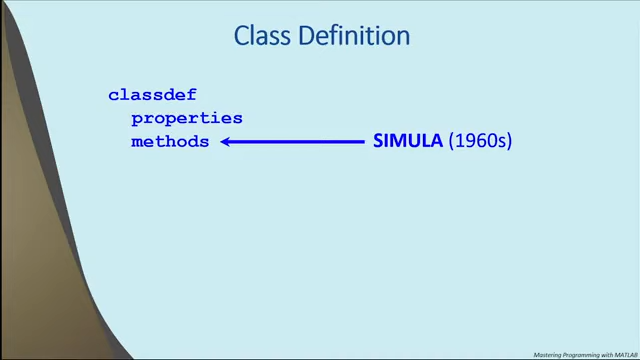 Class Definition
classdef
properties
methods
SIMULA (1960s)
Mastering Programming with MATLAB